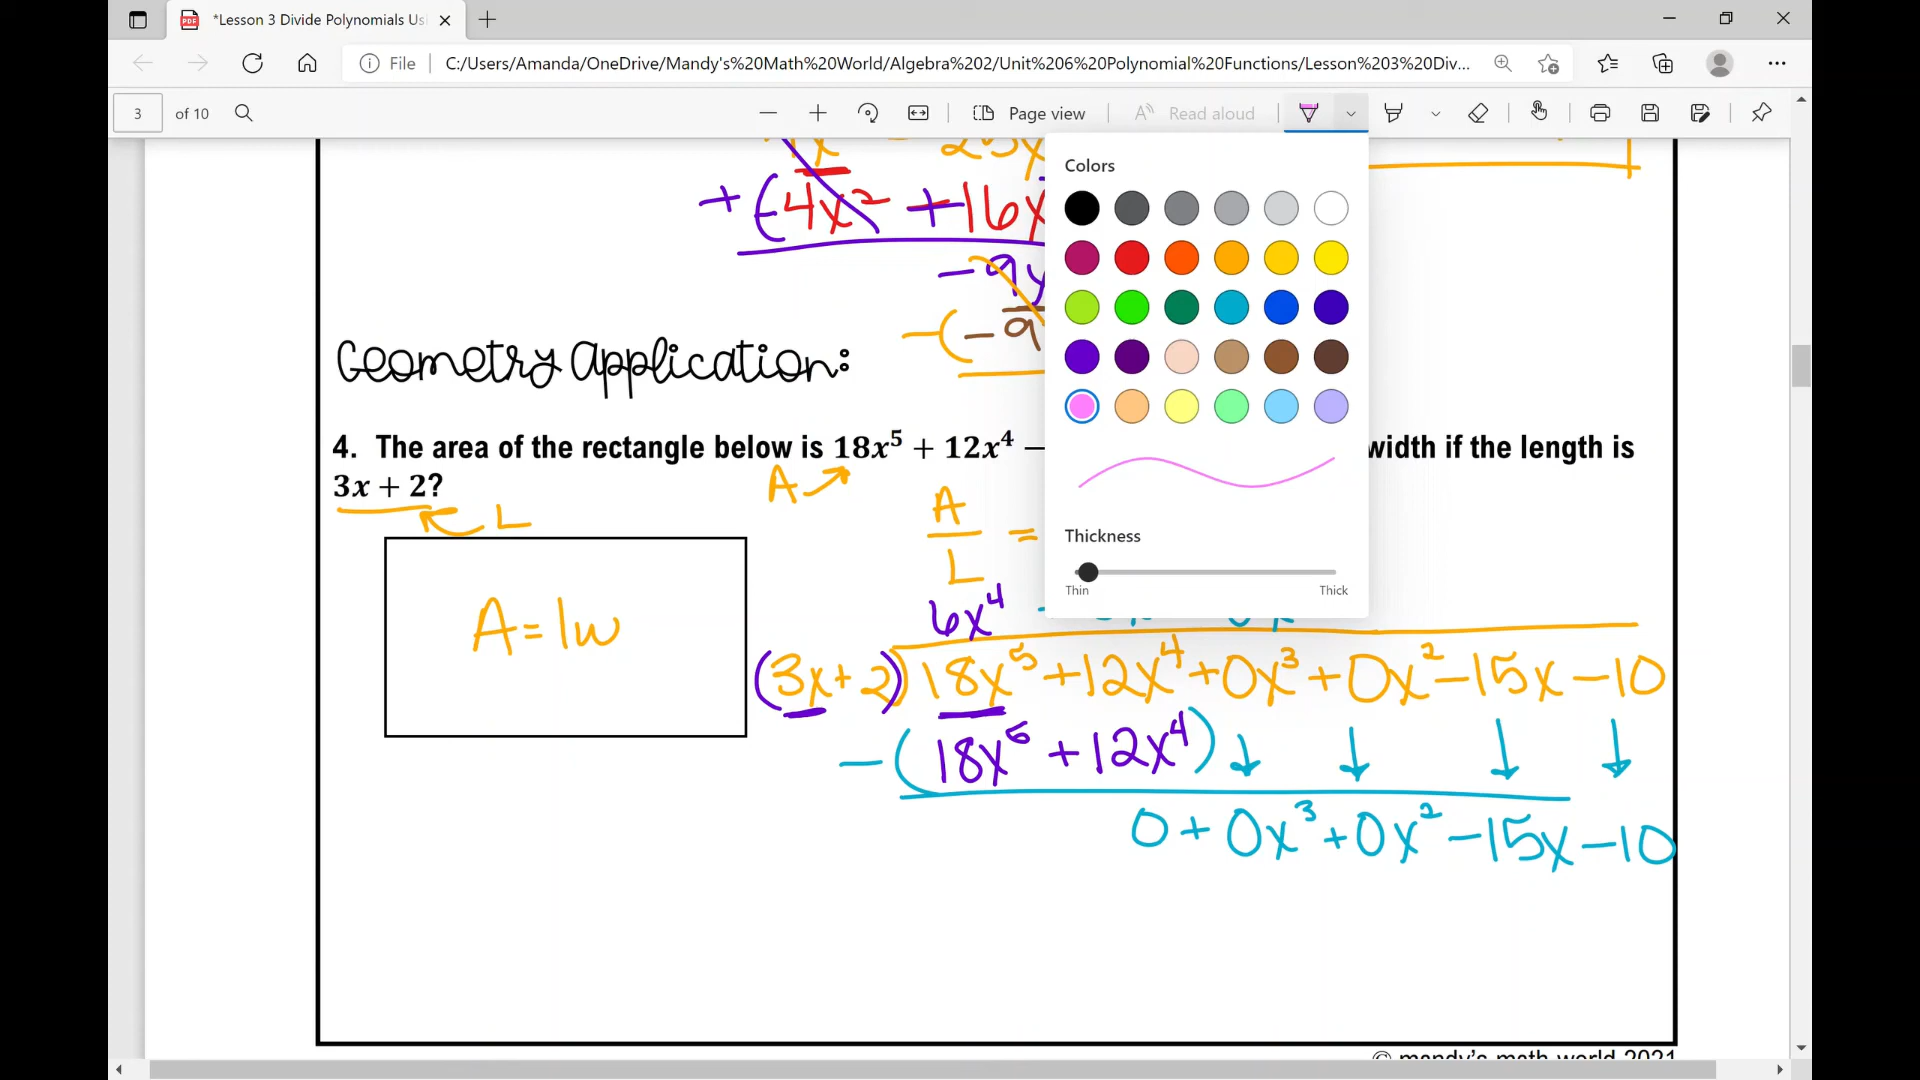 *Lesson 3 Divide Polynomials Us
File C:/Users/Amanda/OneDrive/Mandy's%20Math%20World/Algebra%202/Unit%206%20Polynomial%20Functions/Lesson%203%20Div...
3 of 10 Page view Read aloud
Colors
+ (-4x² + 16x
- 9x
- (- 9
Geometry Application:
4. The area of the rectangle below is 18x⁵ + 12x⁴ − width if the length is
3x + 2?
A
L
A
=
L
Thickness
Thin Thick
6x⁴
A = lw
(3x + 2) 18x⁵ + 12x⁴ + 0x³ + 0x² − 15x − 10
− ( 18x⁵ + 12x⁴ )
0 + 0x³ + 0x² − 15x − 10